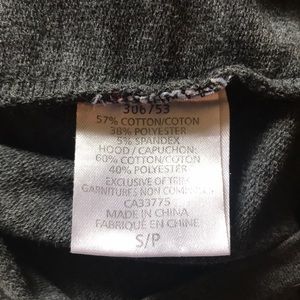 306753
57% COTTON/COTON
38% POLYESTER
5% SPANDEX
HOOD / CAPUCHON:
60% COTTON/COTON
40% POLYESTER
EXCLUSIVE OF TRIM
GARNITURES NON COMPRISES
CA33775
MADE IN CHINA
FABRIQUÉ EN CHINE
S/P